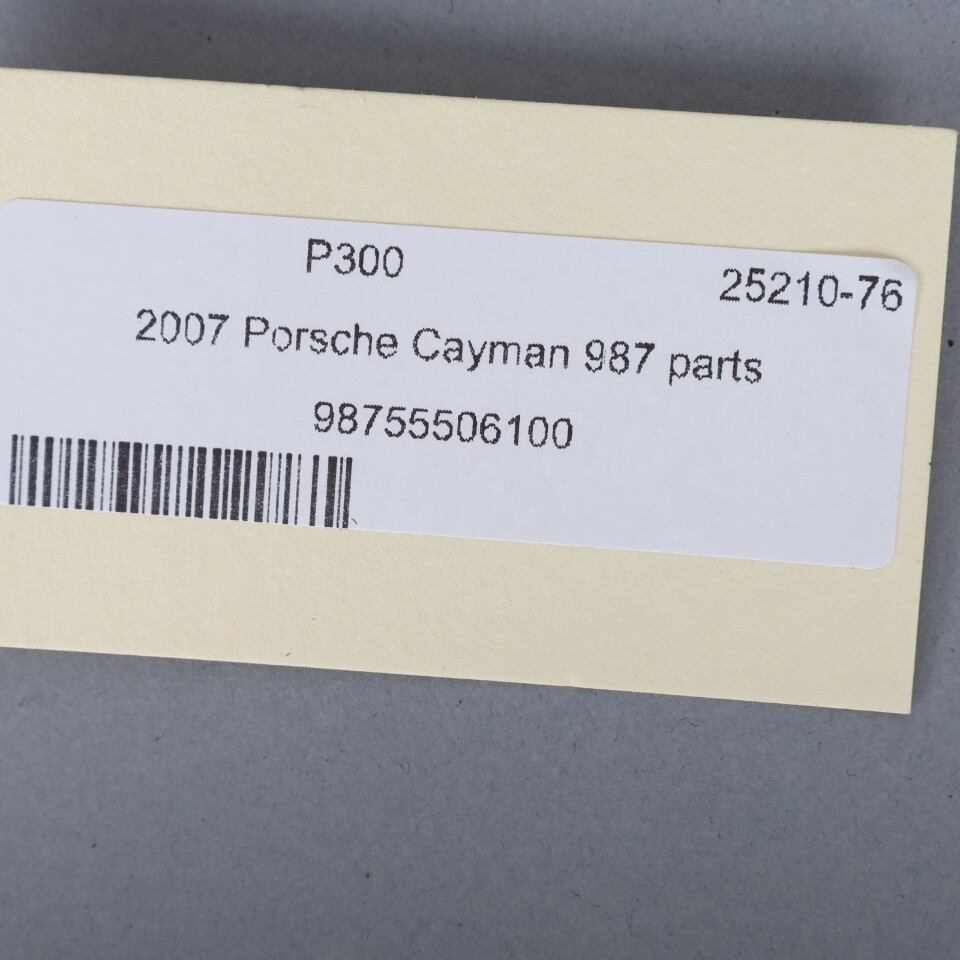 P300
25210-76
2007 Porsche Cayman 987 parts
98755506100